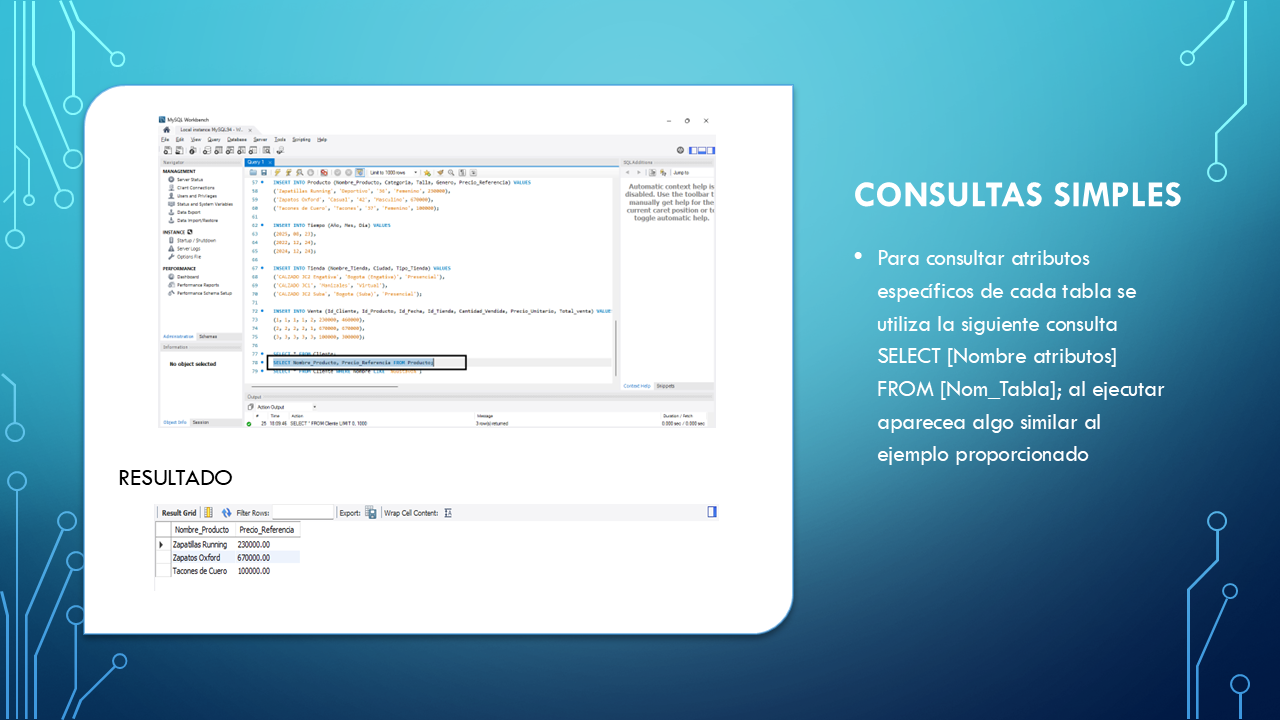 MySQL Workbench
Local instance MySQL94 - W...
File Edit View Query Database Server Tools Scripting Help
Navigator
MANAGEMENT
Server Status
Client Connections
Users and Privileges
Status and System Variables
Data Export
Data Import/Restore
INSTANCE
Startup / Shutdown
Server Logs
Options File
PERFORMANCE
Dashboard
Performance Reports
Performance Schema Setup
Administration Schemas
Information
No object selected
Object Info Session
Query 1
Limit to 1000 rows
57 INSERT INTO Producto (Nombre_Producto, Categoria, Talla, Genero, Precio_Referencia) VALUES
58 ('Zapatillas Running', 'Deportivo', '36', 'Femenino', 230000),
59 ('Zapatos Oxford', 'Casual', '42', 'Masculino', 670000),
60 ('Tacones de Cuero', 'Tacones', '37', 'Femenino', 100000);
61
62 INSERT INTO Tiempo (Año, Mes, Dia) VALUES
63
64
65
66
67 INSERT INTO Tienda (Nombre_Tienda, Ciudad, Tipo_Tienda) VALUES
68 ('CALZADO JCJ Engativa', 'Bogota (Engativa)', 'Presencial'),
69 ('CALZADO JCJ', 'Manizales', 'Virtual'),
70 ('CALZADO JCJ Suba', 'Bogota (Suba)', 'Presencial');
71
72 INSERT INTO Venta (Id_Cliente, Id_Producto, Id_Fecha, Id_Tienda, Cantidad_Vendida, Precio_Unitario, Total_venta) VALUE
73 (1, 1, 1, 1, 2, 230000, 460000),
74 (2, 2, 2, 2, 1, 670000, 670000),
75 (3, 3, 3, 3, 3, 100000, 300000);
76
77 SELECT * FROM Cliente;
78 SELECT Nombre_Producto, Precio_Referencia FROM Producto;
79 SELECT * FROM Cliente WHERE Nombre LIKE
SQL Additions
Jump to
Automatic context help is
disabled. Use the toolbar t
manually get help for the
current caret position or t
toggle automatic help.
Context Help Snippets
Output
Action Output
# Time Action Message Duration / Fetch
25 18:09:46 SELECT * FROM Cliente LIMIT 0, 1000 3 row(s) returned 0.000 sec / 0.000 sec
RESULTADO
Result Grid Filter Rows: Export: Wrap Cell Content:
Nombre_Producto Precio_Referencia
Zapatillas Running 230000.00
Zapatos Oxford 670000.00
Tacones de Cuero 100000.00
CONSULTAS SIMPLES
• Para consultar atributos
específicos de cada tabla se
utiliza la siguiente consulta
SELECT [Nombre atributos]
FROM [Nom_Tabla]; al ejecutar
aparecea algo similar al
ejemplo proporcionado